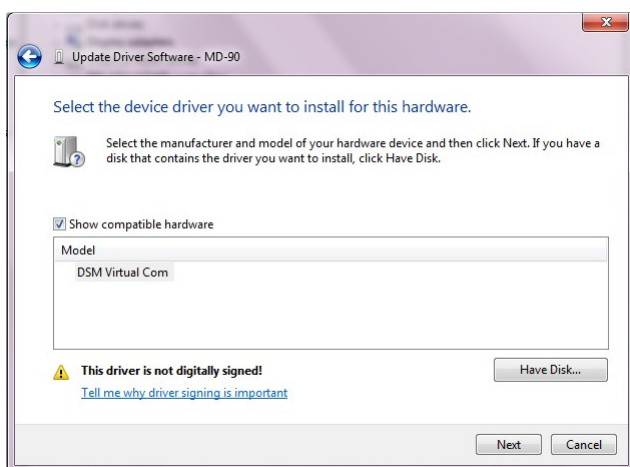 Update Driver Software - MD-90
Select the device driver you want to install for this hardware.
Select the manufacturer and model of your hardware device and then click Next. If you have a
disk that contains the driver you want to install, click Have Disk.
Show compatible hardware
Model
DSM Virtual Com
This driver is not digitally signed!
Have Disk...
Tell me why driver signing is important
Next
Cancel